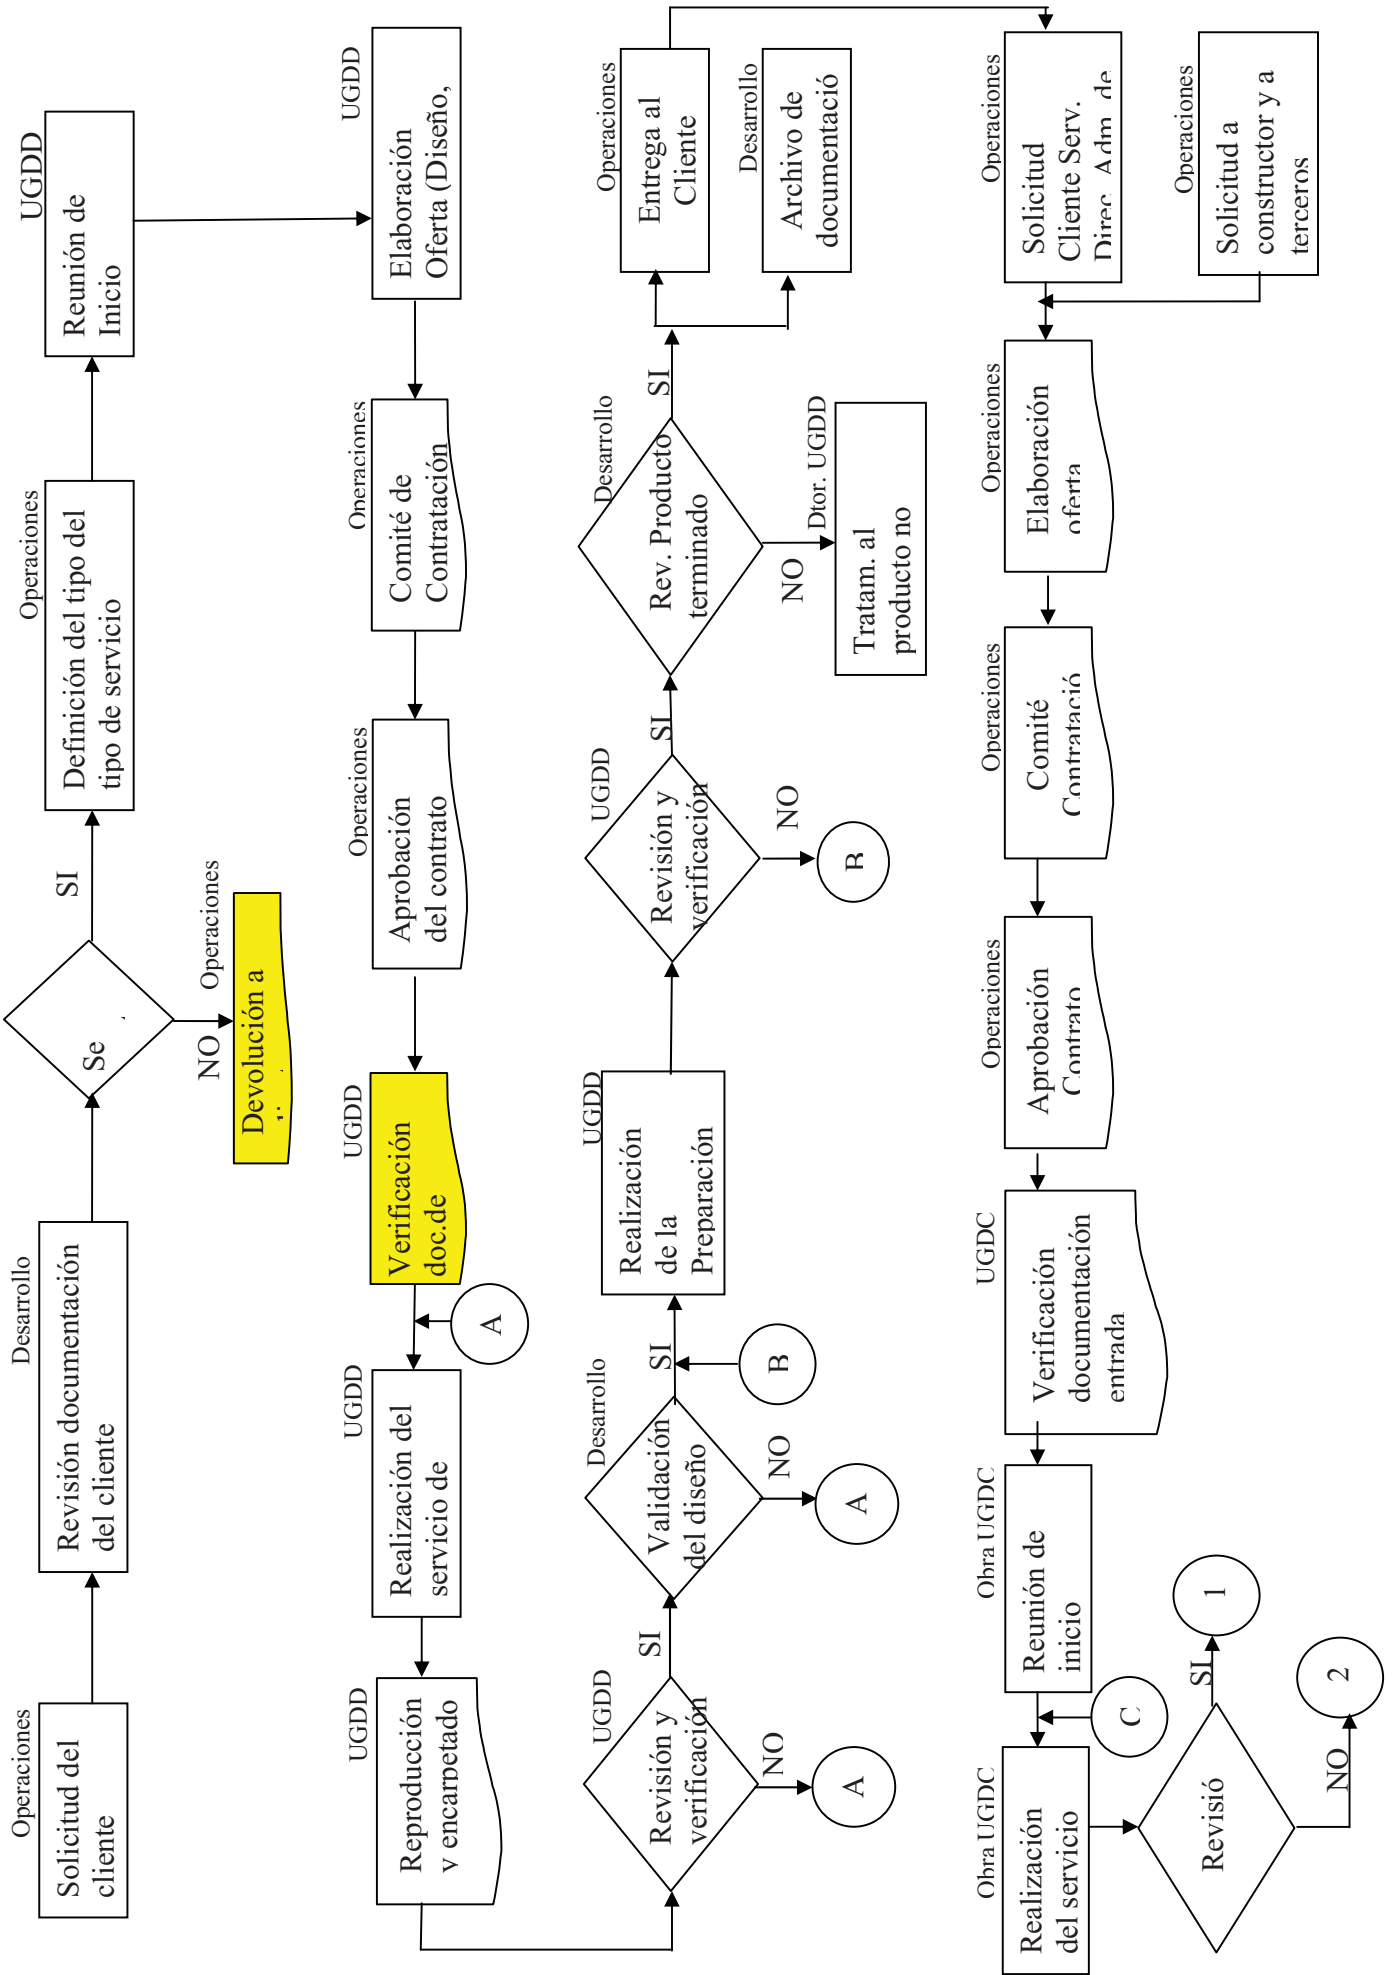 Operaciones
Solicitud del
cliente
Desarrollo
Revisión documentación
del cliente
Se
SI
NO
Operaciones
Devolución a
Operaciones
Definición del tipo del
tipo de servicio
UGDD
Reunión de
Inicio
UGDD
Elaboración
Oferta (Diseño,
Operaciones
Comité de
Contratación
Operaciones
Aprobación
del contrato
UGDD
Verificación
doc.de
A
UGDD
Realización del
servicio de
UGDD
Reproducción
y encarpetado
UGDD
Revisión y
verificación
SI
NO
A
Desarrollo
Validación
del diseño
SI
NO
A
B
UGDD
Realización
de la
Preparación
UGDD
Revisión y
verificación
SI
NO
B
Desarrollo
Rev. Producto
terminado
SI
NO
Dtor. UGDD
Tratam. al
producto no
Operaciones
Entrega al
Cliente
Desarrollo
Archivo de
documentació
Operaciones
Solicitud
Cliente Serv.
Direc. Adm. de
Operaciones
Solicitud a
constructor y a
terceros
Operaciones
Elaboración
oferta
Operaciones
Comité
Contratació
Operaciones
Aprobación
Contrato
UGDC
Verificación
documentación
entrada
Obra UGDC
Reunión de
inicio
C
Obra UGDC
Realización
del servicio
Revisió
SI
1
NO
2